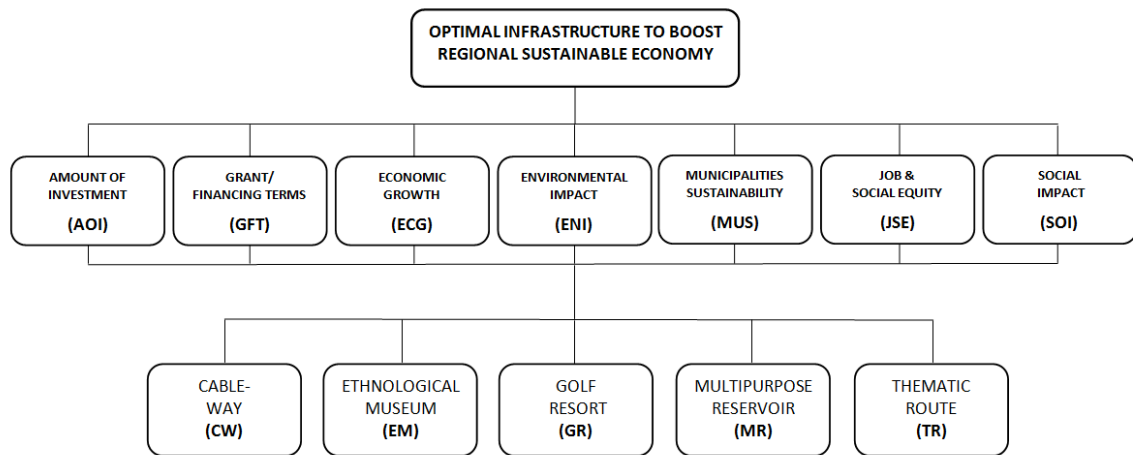 OPTIMAL INFRASTRUCTURE TO BOOST
REGIONAL SUSTAINABLE ECONOMY
AMOUNT OF
INVESTMENT
(AOI)
GRANT/
FINANCING TERMS
(GFT)
ECONOMIC
GROWTH
(ECG)
ENVIRONMENTAL
IMPACT
(ENI)
MUNICIPALITIES
SUSTAINABILITY
(MUS)
JOB &
SOCIAL EQUITY
(JSE)
SOCIAL
IMPACT
(SOI)
CABLE-
WAY
(CW)
ETHNOLOGICAL
MUSEUM
(EM)
GOLF
RESORT
(GR)
MULTIPURPOSE
RESERVOIR
(MR)
THEMATIC
ROUTE
(TR)